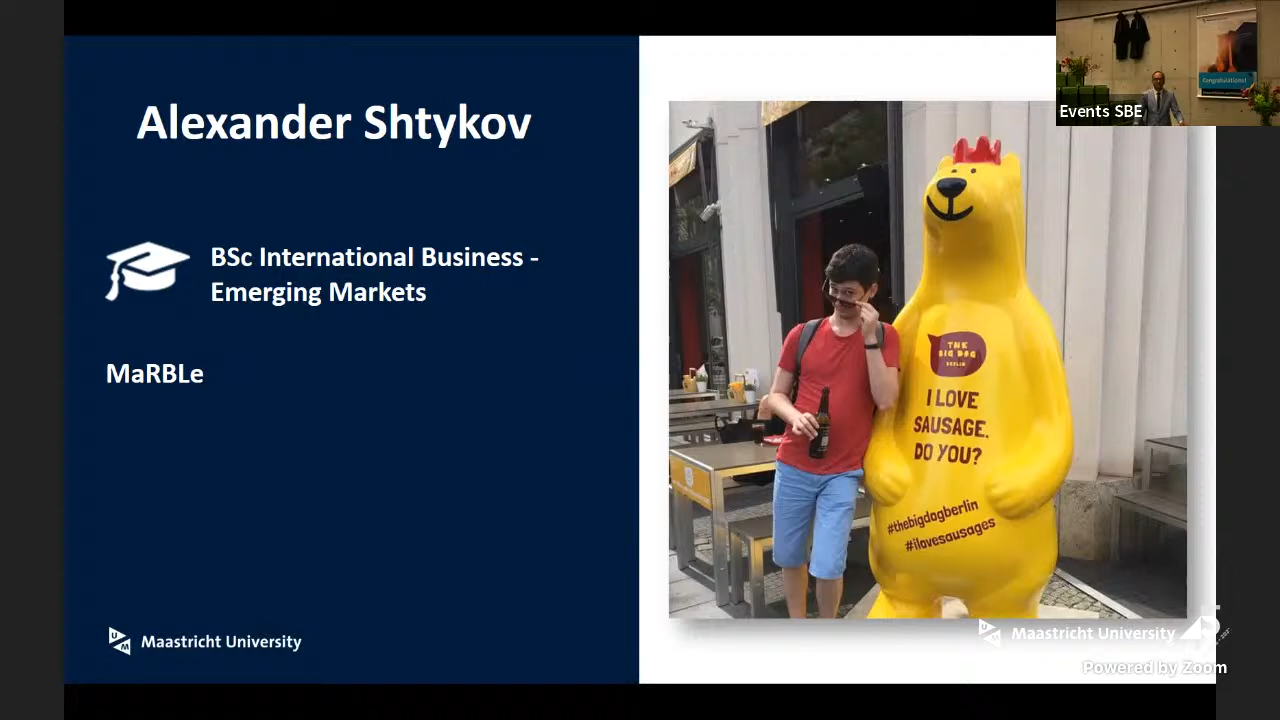 Alexander Shtykov
BSc International Business -
Emerging Markets
MaRBLe
Maastricht University
THE
BIG DOG
BERLIN
I LOVE
SAUSAGE.
DO YOU?
#thebigdogberlin
#ilovesausages
Congratulations!
Events SBE
Maastricht University
Powered by Zoom